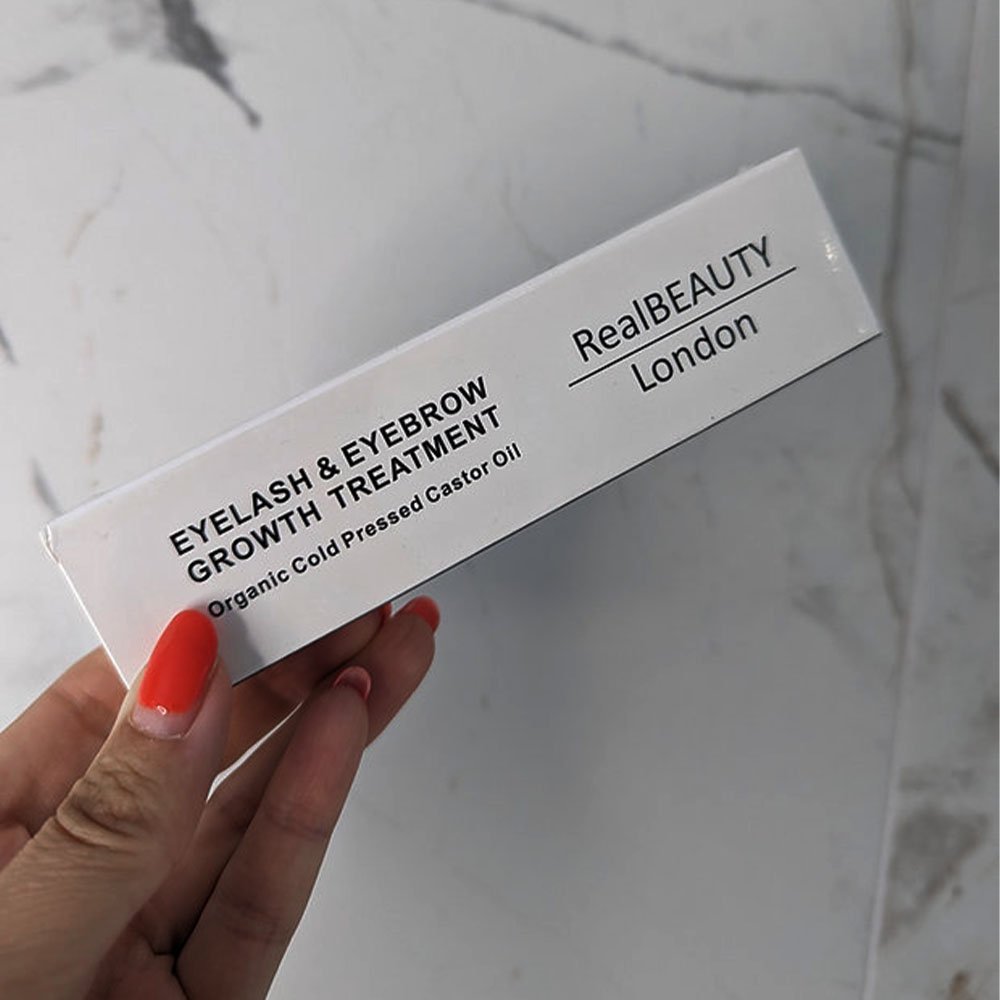 EYELASH & EYEBROW
GROWTH TREATMENT
Organic Cold Pressed Castor Oil
RealBEAUTY
London